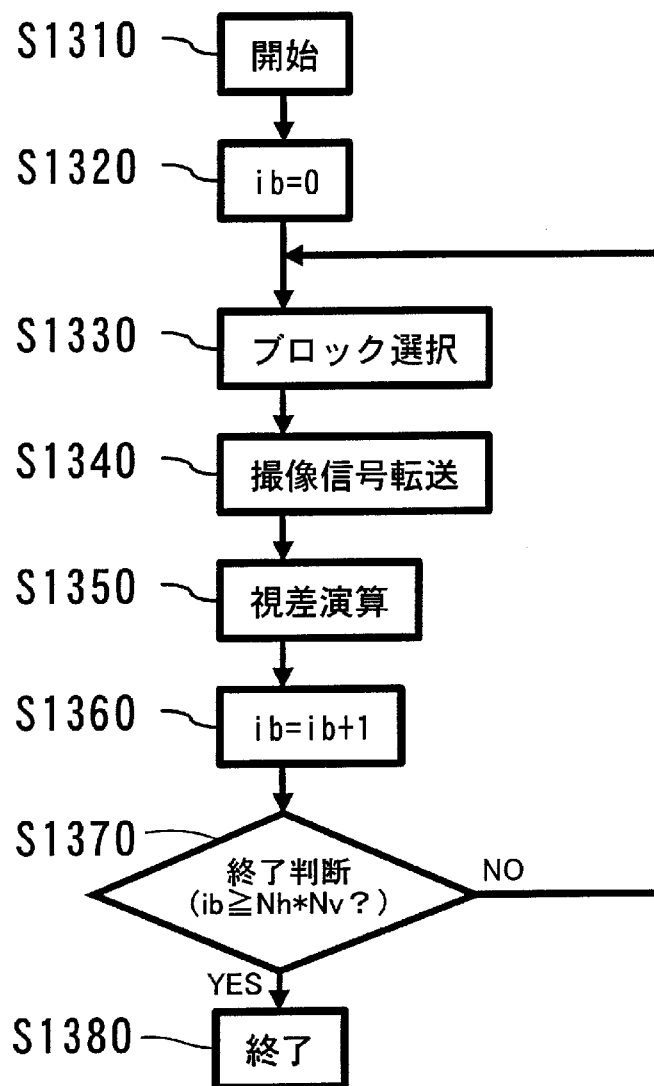 S1310
開始
S1320
ib=0
S1330
ブロック選択
S1340
撮像信号転送
S1350
視差演算
S1360
ib=ib+1
S1370
終了判断
(ib≧Nh*Nv?)
NO
YES
S1380
終了